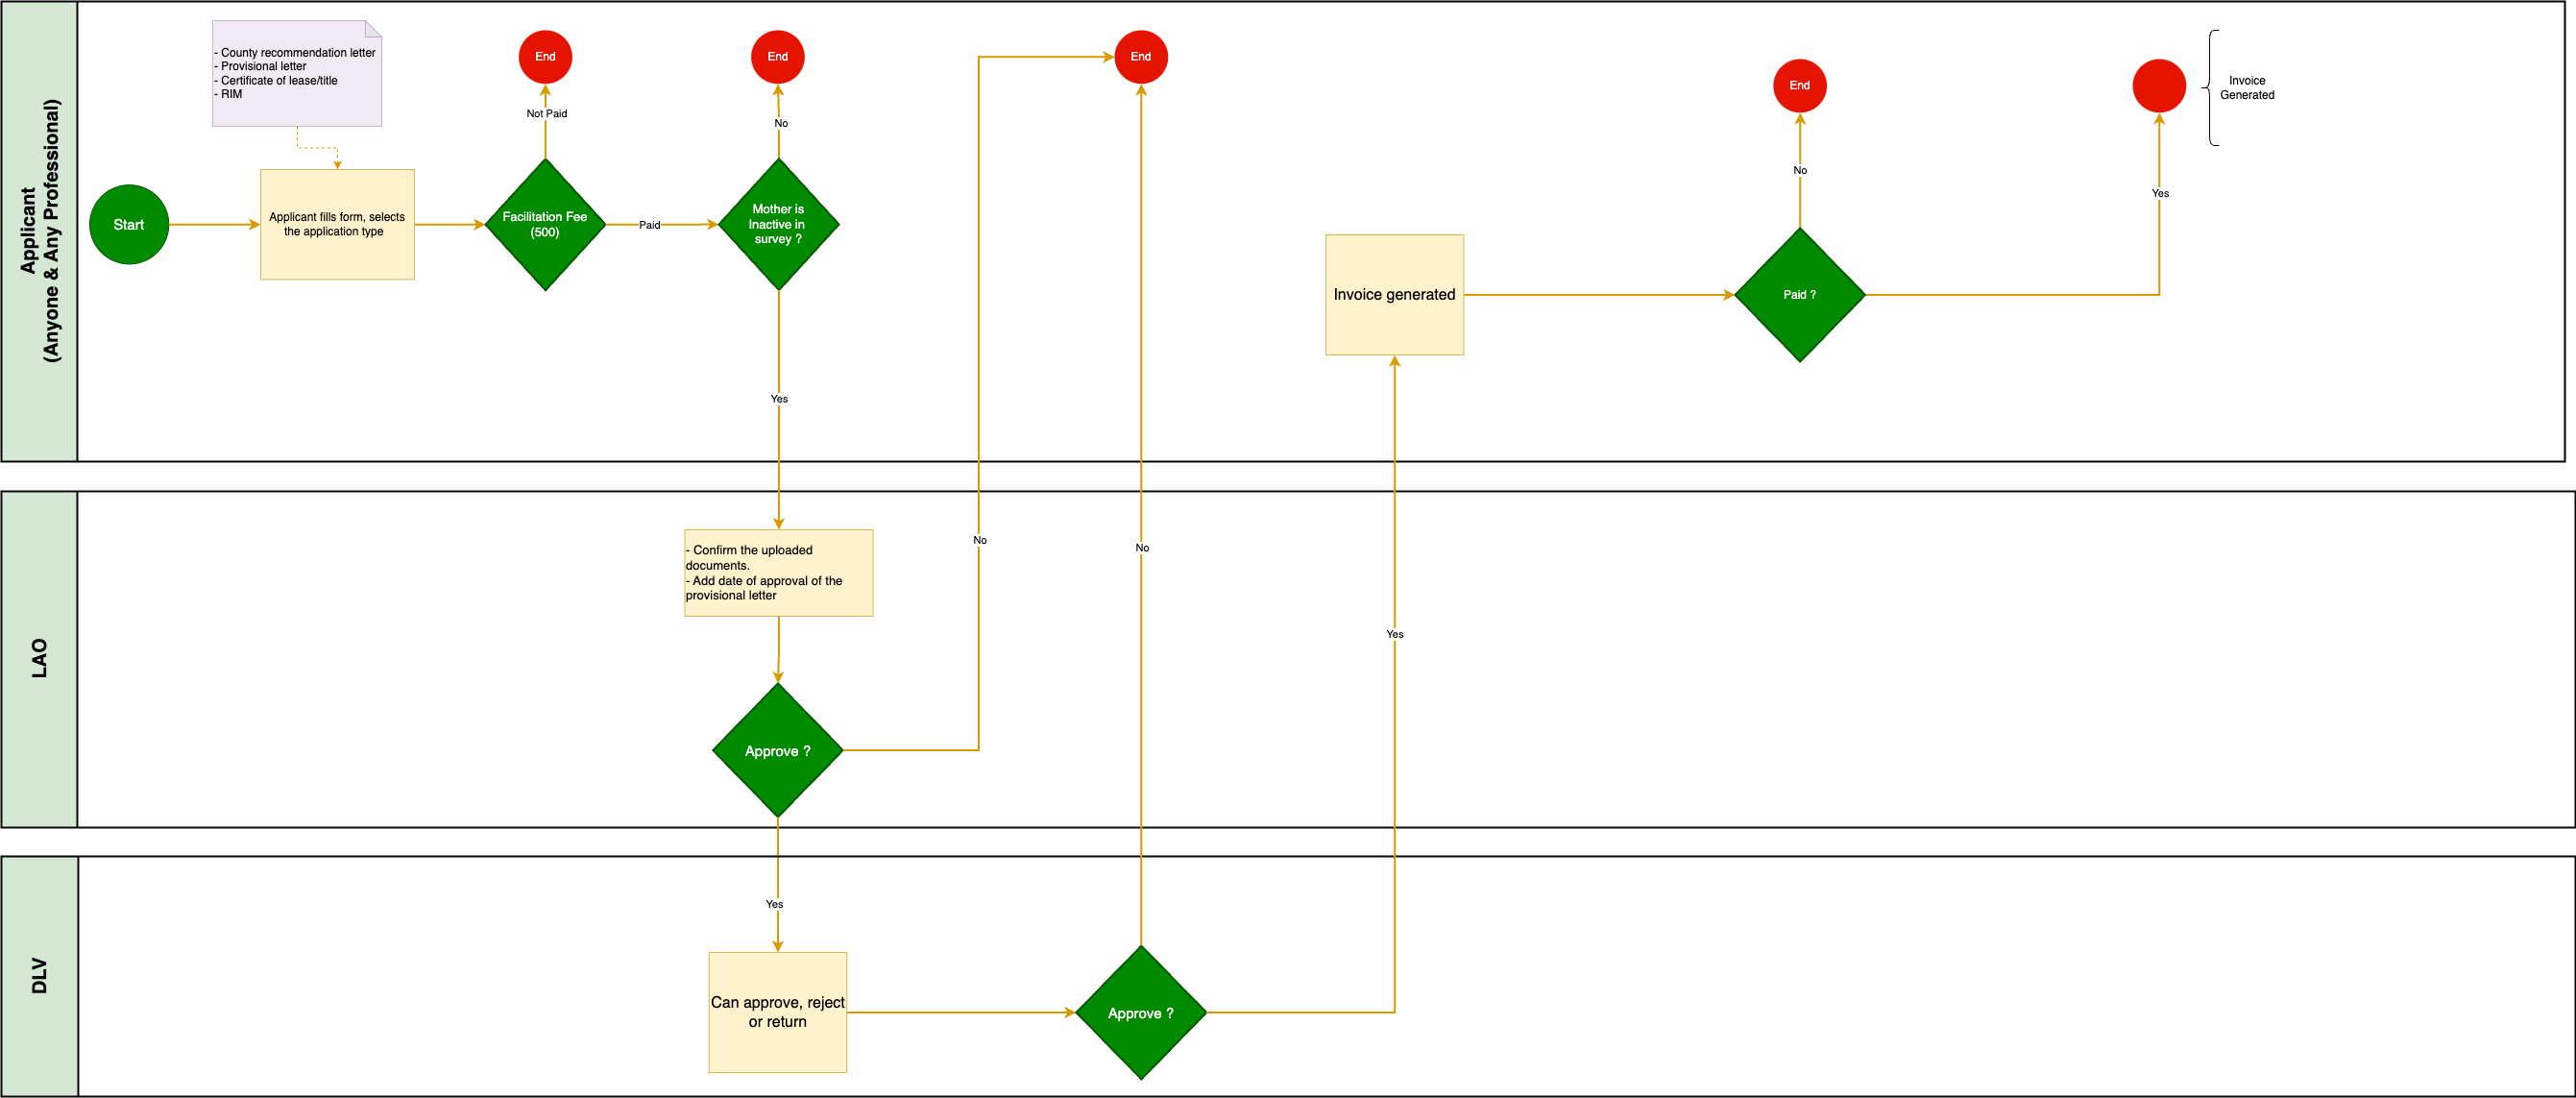 Applicant
(Anyone & Any Professional)
- County recommendation letter
- Provisional letter
- Certificate of lease/title
- RIM
Start
Applicant fills form, selects
the application type
End
Not Paid
Facilitation Fee
(500)
Paid
End
No
Mother is
Inactive in
survey ?
Yes
End
No
No
Invoice generated
Yes
End
No
Paid ?
Yes
Invoice
Generated
LAO
- Confirm the uploaded
documents.
- Add date of approval of the
provisional letter
Approve ?
Yes
DLV
Can approve, reject
or return
Approve ?